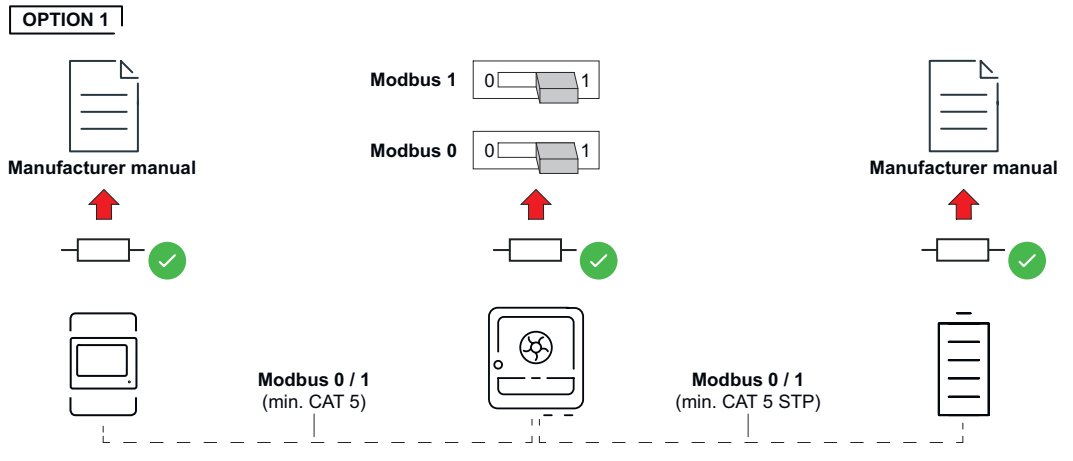 OPTION 1
Modbus 1 0 1
Modbus 0 0 1
Manufacturer manual
Manufacturer manual
Modbus 0 / 1
(min. CAT 5)
Modbus 0 / 1
(min. CAT 5 STP)